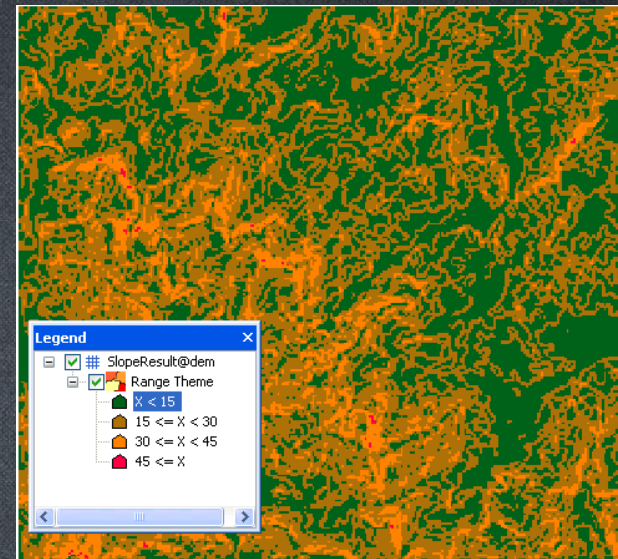 Legend
SlopeResult@dem
Range Theme
X < 15
15 <= X < 30
30 <= X < 45
45 <= X